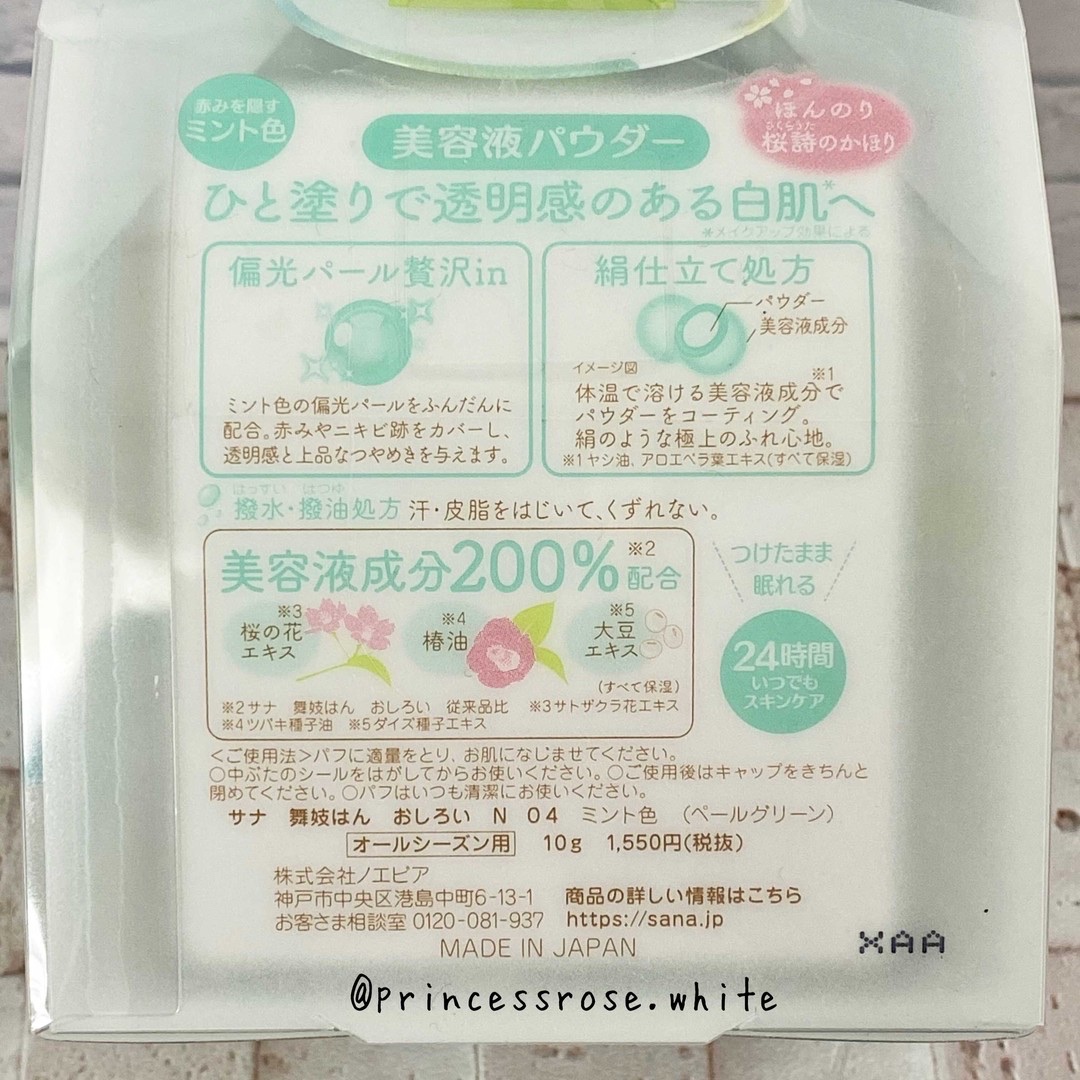 赤みを隠す
ミント色
美容液パウダー
ほんのり
さくらうた
桜詩のかほり
ひと塗りで透明感のある白肌*へ
*メイクアップ効果による
偏光パール贅沢in
ミント色の偏光パールをふんだんに
配合。赤みやニキビ跡をカバーし、
透明感と上品なつやめきを与えます。
絹仕立て処方
パウダー
美容液成分
イメージ図
※1
体温で溶ける美容液成分で
パウダーをコーティング。
絹のような極上のふれ心地。
※1 ヤシ油、アロエベラ葉エキス(すべて保湿)
はっすい はつゆ
撥水・撥油処方 汗・皮脂をはじいて、くずれない。
美容液成分200%※2配合
※3
桜の花
エキス
※4
椿油
※5
大豆
エキス
(すべて保湿)
※2サナ 舞妓はん おしろい 従来品比 ※3サトザクラ花エキス
※4ツバキ種子油 ※5ダイズ種子エキス
つけたまま
眠れる
24時間
いつでも
スキンケア
＜ご使用法＞パフに適量をとり、お肌になじませてください。
○中ぶたのシールをはがしてからお使いください。○ご使用後はキャップをきちんと
閉めてください。○パフはいつも清潔にお使いください。
サナ 舞妓はん おしろい N 04 ミント色 （ペールグリーン）
オールシーズン用 10g 1,550円(税抜)
株式会社ノエビア
神戸市中央区港島中町6-13-1 商品の詳しい情報はこちら
お客さま相談室 0120-081-937 https://sana.jp
MADE IN JAPAN
XAA
@princessrose.white